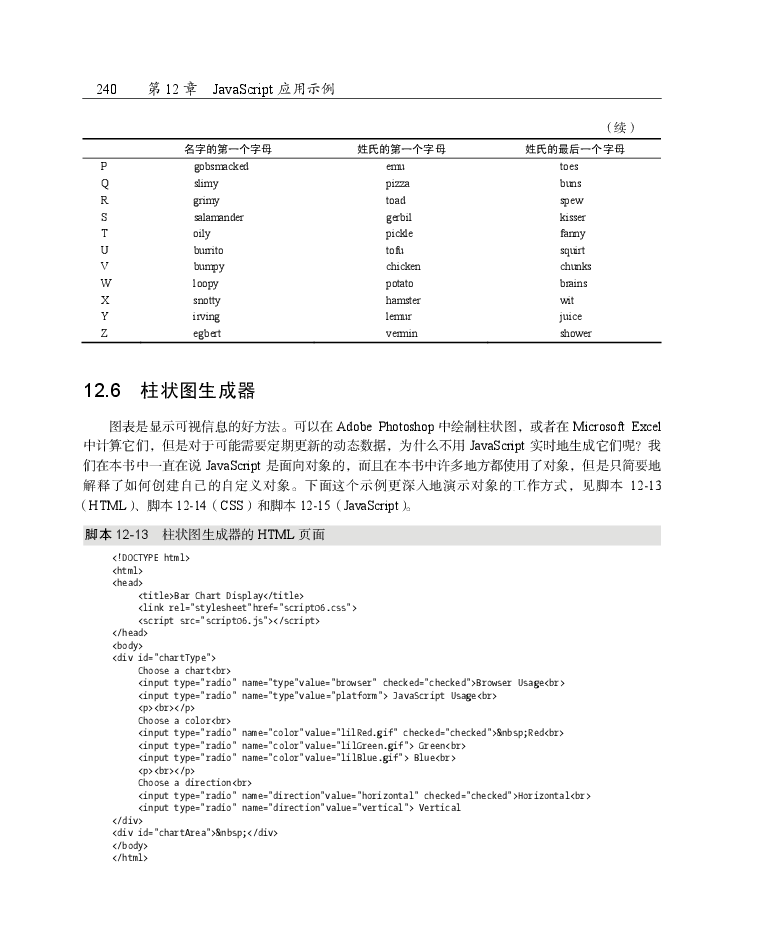 240 第 12 章 JavaScript 应用示例
（续）
名字的第一个字母 姓氏的第一个字母 姓氏的最后一个字母
P gobsmacked emu toes
Q slimy pizza buns
R grimy toad spew
S salamander gerbil kisser
T oily pickle fanny
U burrito tofu squirt
V bumpy chicken chunks
W loopy potato brains
X snotty hamster wit
Y irving lemur juice
Z egbert vermin shower
12.6 柱状图生成器
图表是显示可视信息的好方法。可以在 Adobe Photoshop 中绘制柱状图，或者在 Microsoft Excel
中计算它们，但是对于可能需要定期更新的动态数据，为什么不用 JavaScript 实时地生成它们呢？我
们在本书中一直在说 JavaScript 是面向对象的，而且在本书中许多地方都使用了对象，但是只简要地
解释了如何创建自己的自定义对象。下面这个示例更深入地演示对象的工作方式，见脚本 12-13
（HTML）、脚本 12-14（CSS）和脚本 12-15（JavaScript）。
脚本 12-13 柱状图生成器的 HTML 页面
<!DOCTYPE html>
<html>
<head>
<title>Bar Chart Display</title>
<link rel="stylesheet"href="script06.css">
<script src="script06.js"></script>
</head>
<body>
<div id="chartType">
Choose a chart<br>
<input type="radio" name="type"value="browser" checked="checked">Browser Usage<br>
<input type="radio" name="type"value="platform"> JavaScript Usage<br>
<p><br></p>
Choose a color<br>
<input type="radio" name="color"value="lilRed.gif" checked="checked">&nbsp;Red<br>
<input type="radio" name="color"value="lilGreen.gif"> Green<br>
<input type="radio" name="color"value="lilBlue.gif"> Blue<br>
<p><br></p>
Choose a direction<br>
<input type="radio" name="direction"value="horizontal" checked="checked">Horizontal<br>
<input type="radio" name="direction"value="vertical"> Vertical
</div>
<div id="chartArea">&nbsp;</div>
</body>
</html>